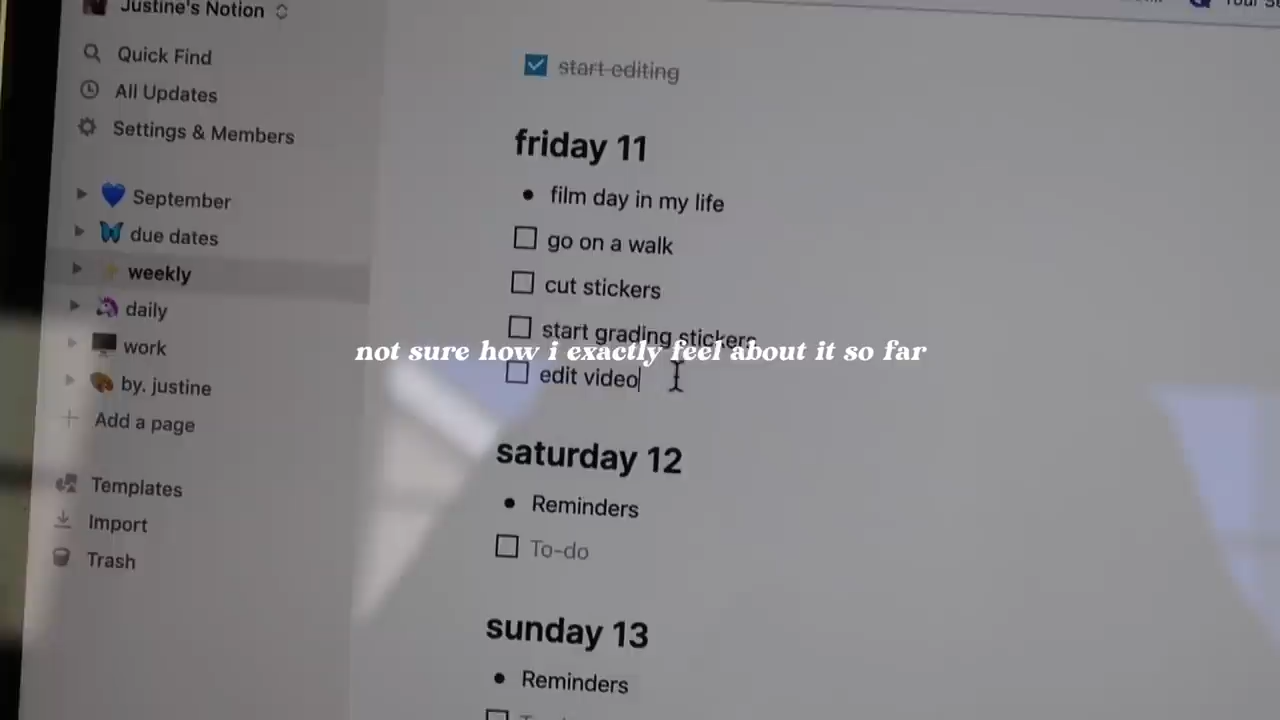 Justine's Notion
Quick Find
All Updates
Settings & Members
September
due dates
weekly
daily
work
by. justine
Add a page
Templates
Import
Trash
start editing
friday 11
film day in my life
go on a walk
cut stickers
start grading stickers
not sure how i exactly feel about it so far
edit video
saturday 12
Reminders
To-do
sunday 13
Reminders